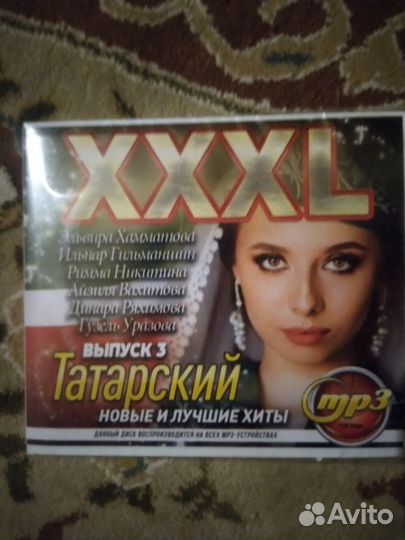 XXXL
Эльвира Хамматова
Ильнар Гильманшин
Римма Никитина
Айзиля Вахитова
Динара Ряхимова
Гузель Уразова
ВЫПУСК 3
Татарский
НОВЫЕ И ЛУЧШИЕ ХИТЫ
mp3
ДАННЫЙ ДИСК ВОСПРОИЗВОДИТСЯ НА ВСЕХ MP3-УСТРОЙСТВАХ
Avito